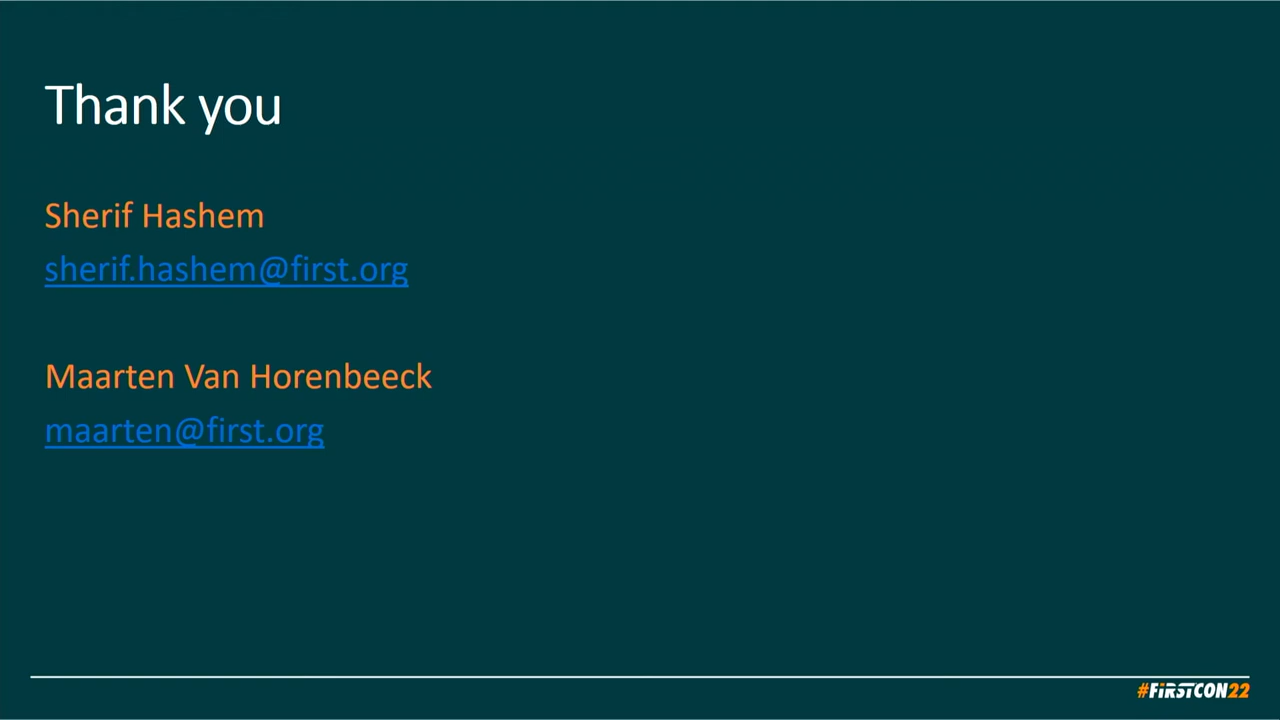 Thank you
Sherif Hashem
sherif.hashem@first.org
Maarten Van Horenbeeck
maarten@first.org
#FiRSTCON22